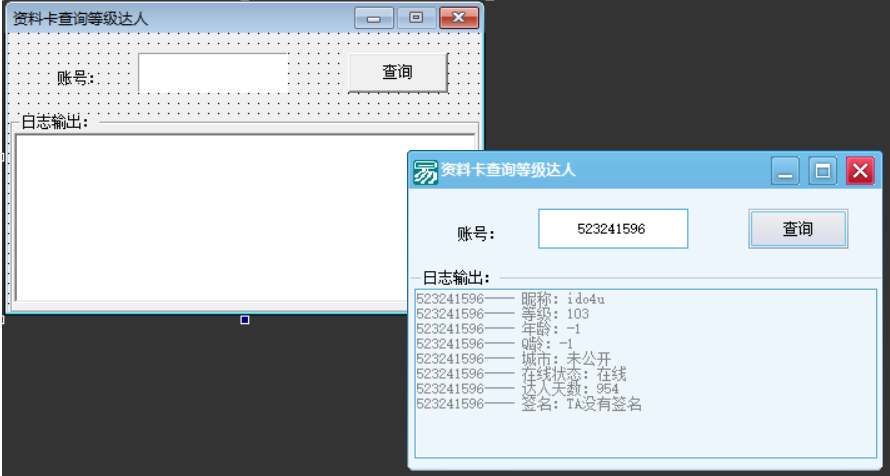 资料卡查询等级达人
账号:
查询
日志输出:
易 资料卡查询等级达人
账号:
523241596
查询
日志输出:
523241596—— 昵称: ido4u
523241596—— 等级: 103
523241596—— 年龄: -1
523241596—— Q龄: -1
523241596—— 城市: 未公开
523241596—— 在线状态: 在线
523241596—— 达人天数: 954
523241596—— 签名: TA没有签名